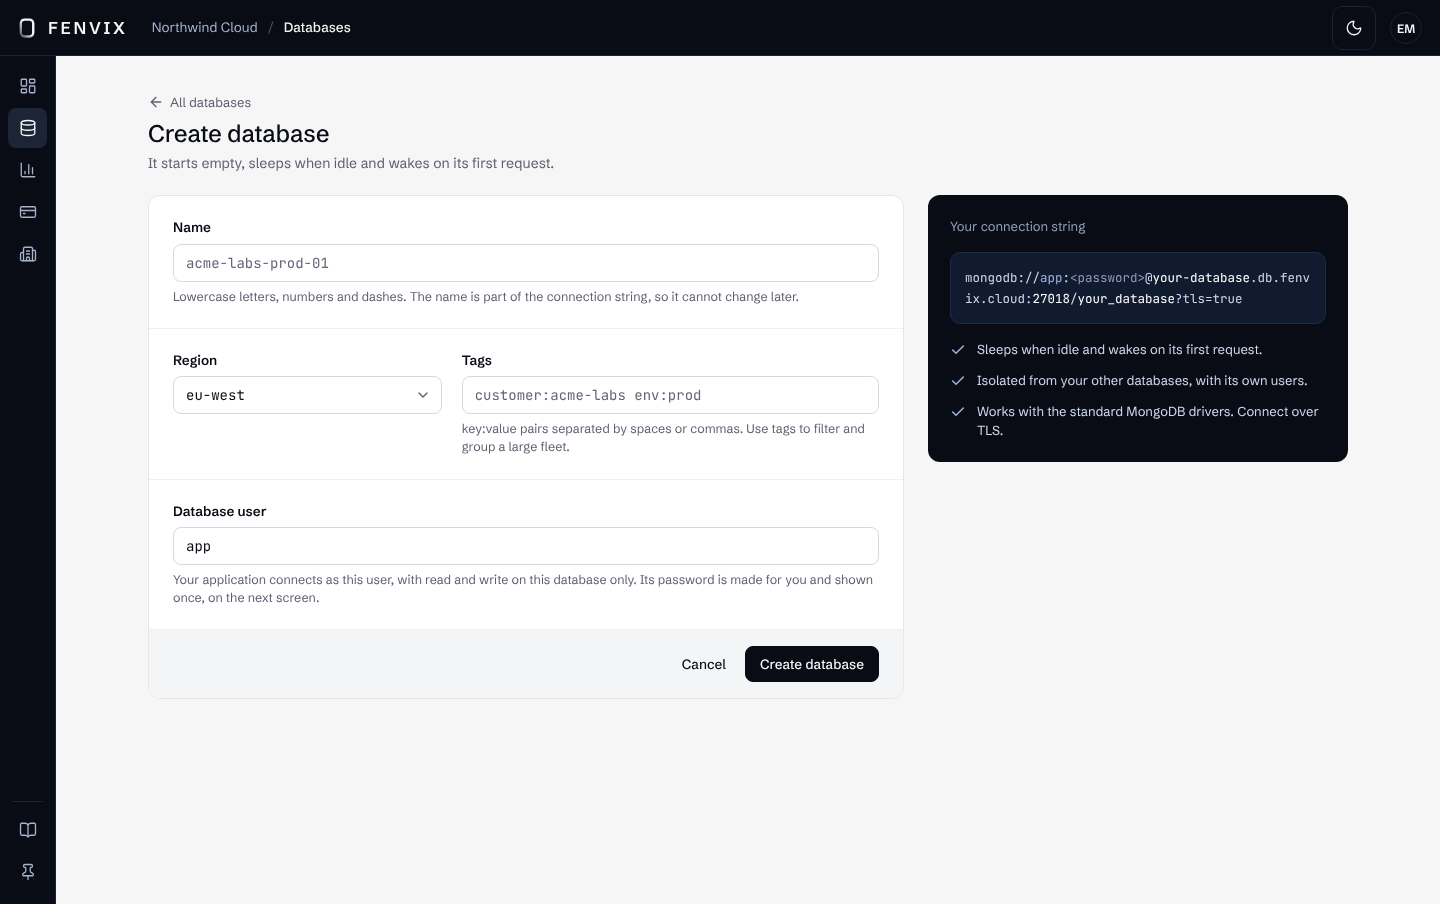 FENVIX
Northwind Cloud / Databases
EM
All databases
Create database
It starts empty, sleeps when idle and wakes on its first request.
Name
acme-labs-prod-01
Lowercase letters, numbers and dashes. The name is part of the connection string, so it cannot change later.
Region
eu-west
Tags
customer:acme-labs env:prod
key:value pairs separated by spaces or commas. Use tags to filter and
group a large fleet.
Database user
app
Your application connects as this user, with read and write on this database only. Its password is made for you and shown
once, on the next screen.
Cancel
Create database
Your connection string
mongodb://app:<password>@your-database.db.fenv
ix.cloud:27018/your_database?tls=true
Sleeps when idle and wakes on its first request.
Isolated from your other databases, with its own users.
Works with the standard MongoDB drivers. Connect over
TLS.